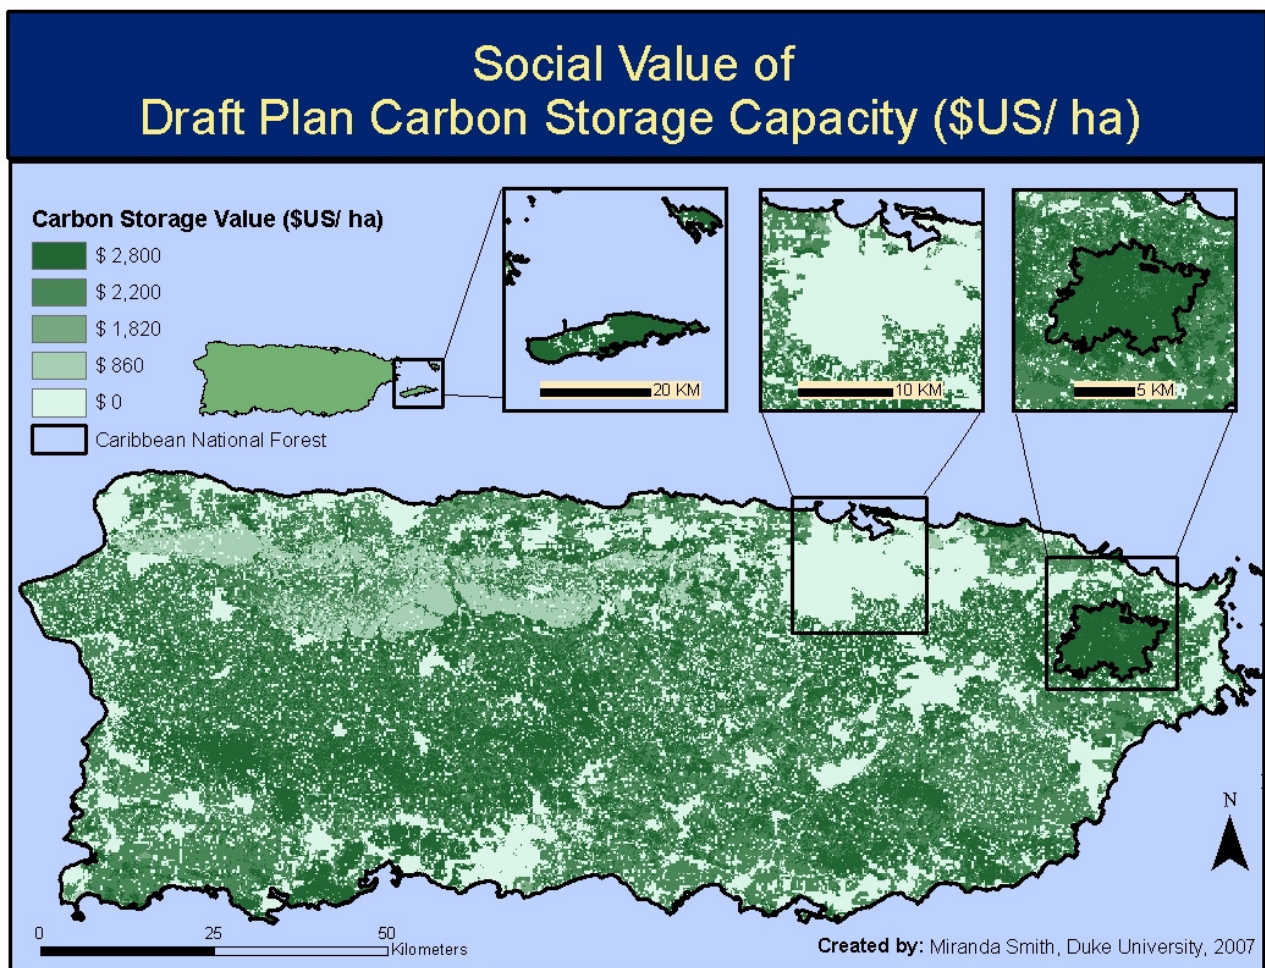 Social Value of
Draft Plan Carbon Storage Capacity ($US/ ha)
Carbon Storage Value ($US/ ha)
$ 2,800
$ 2,200
$ 1,820
$ 860
$ 0
Caribbean National Forest
20 KM
10 KM
5 KM
N
0 25 50
Kilometers
Created by: Miranda Smith, Duke University, 2007